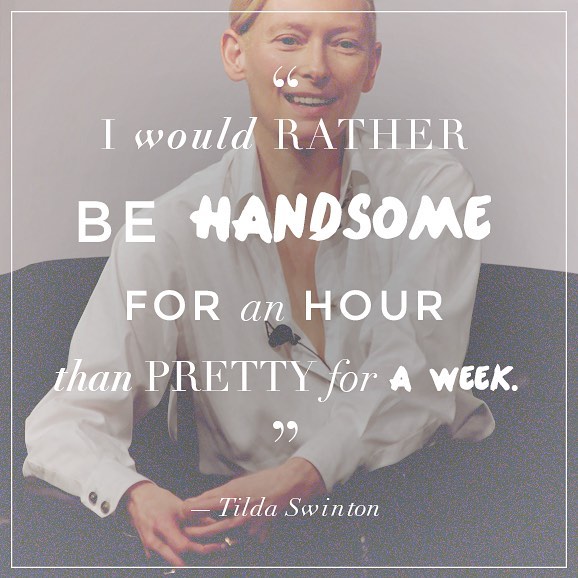 “
I would RATHER
BE HANDSOME
FOR an HOUR
than PRETTY for A WEEK.
”
— Tilda Swinton